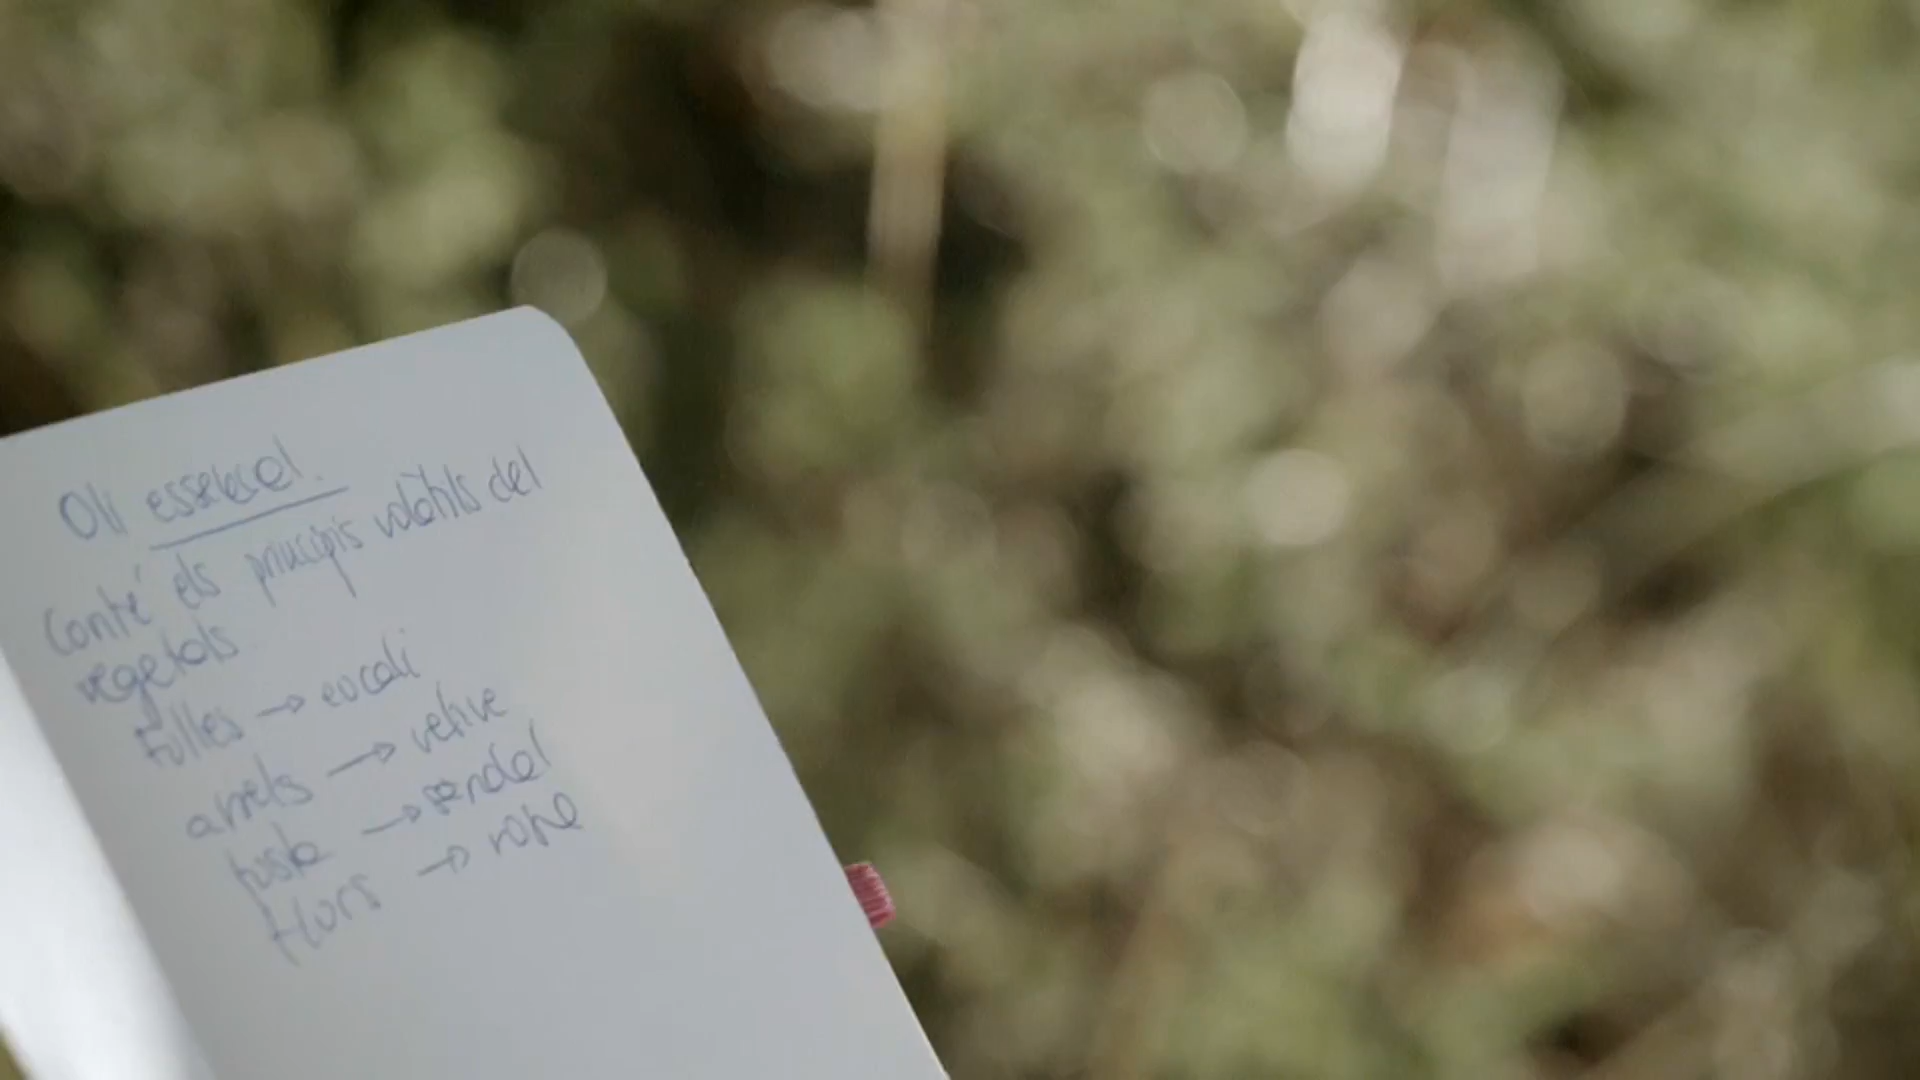 Oli essencial.
Conté els principis volàtils del
vegetals
Fulles → eucali
arrels → vetive
fusta → sandal
flors →